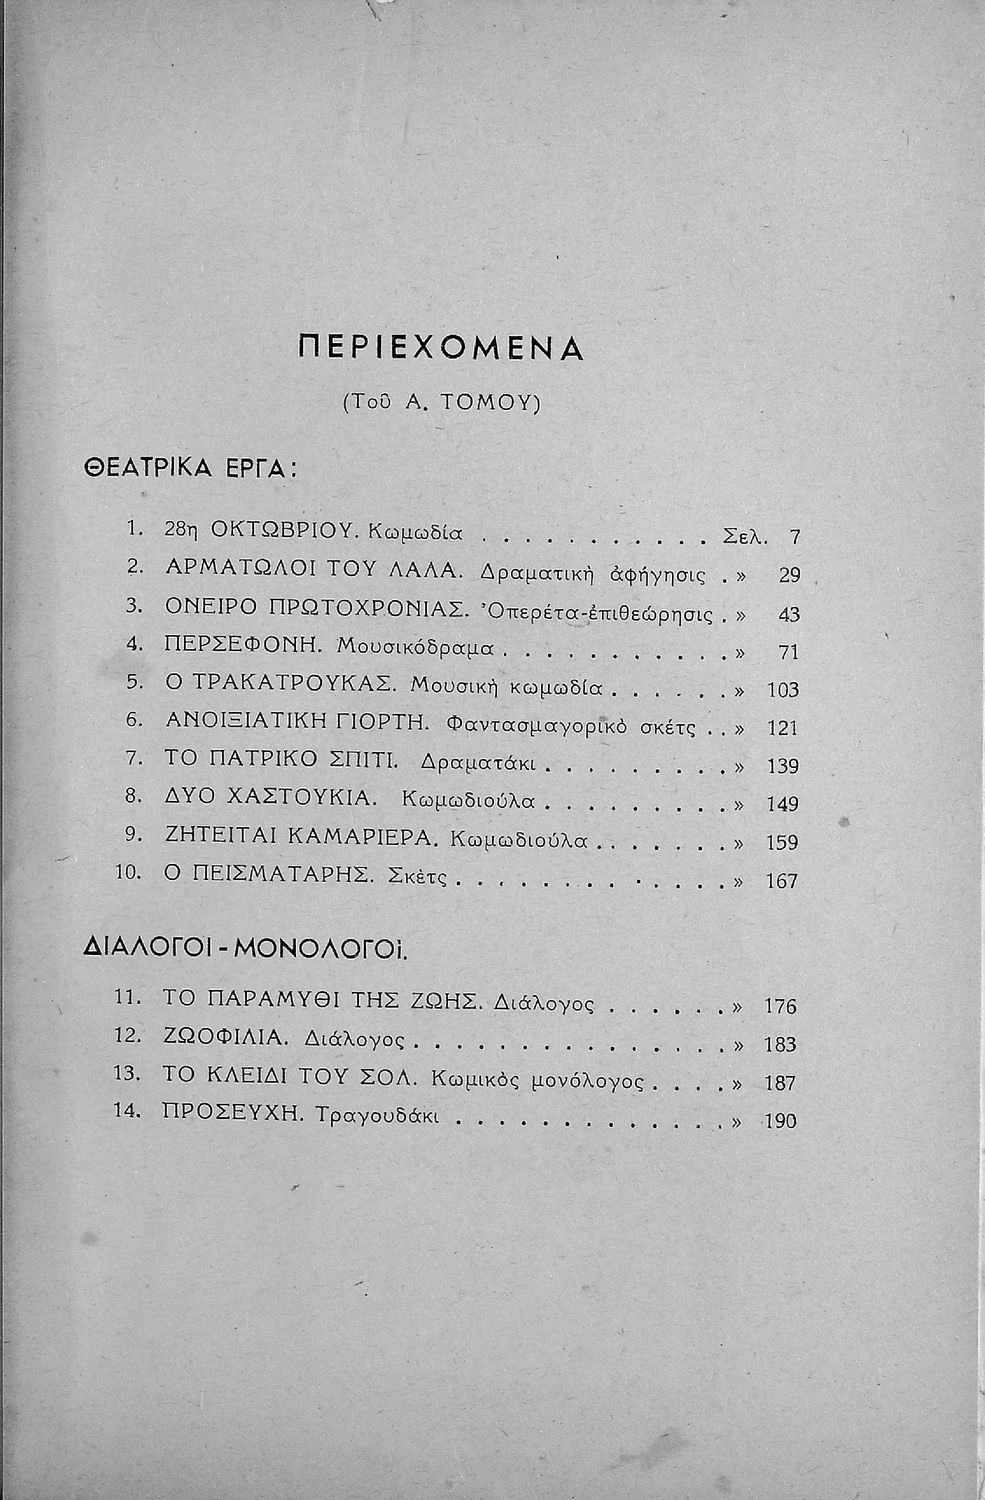 ΠΕΡΙΕΧΟΜΕΝΑ
(Τοῦ Α. ΤΟΜΟΥ)
ΘΕΑΤΡΙΚΑ ΕΡΓΑ:
1. 28η ΟΚΤΩΒΡΙΟΥ. Κωμωδία . . . . . . . . . . . Σελ. 7
2. ΑΡΜΑΤΩΛΟΙ ΤΟΥ ΛΑΛΑ. Δραματικὴ ἀφήγησις . » 29
3. ΟΝΕΙΡΟ ΠΡΩΤΟΧΡΟΝΙΑΣ. Ὀπερέτα-ἐπιθεώρησις . » 43
4. ΠΕΡΣΕΦΟΝΗ. Μουσικόδραμα . . . . . . . . . . . » 71
5. Ο ΤΡΑΚΑΤΡΟΥΚΑΣ. Μουσικὴ κωμωδία . . . . . . » 103
6. ΑΝΟΙΞΙΑΤΙΚΗ ΓΙΟΡΤΗ. Φαντασμαγορικὸ σκέτς . . » 121
7. ΤΟ ΠΑΤΡΙΚΟ ΣΠΙΤΙ. Δραματάκι . . . . . . . . . » 139
8. ΔΥΟ ΧΑΣΤΟΥΚΙΑ. Κωμωδιούλα . . . . . . . . . » 149
9. ΖΗΤΕΙΤΑΙ ΚΑΜΑΡΙΕΡΑ. Κωμωδιούλα . . . . . . . » 159
10. Ο ΠΕΙΣΜΑΤΑΡΗΣ. Σκὲτς . . . . . . . . . . . . . » 167
ΔΙΑΛΟΓΟΙ - ΜΟΝΟΛΟΓΟΙ.
11. ΤΟ ΠΑΡΑΜΥΘΙ ΤΗΣ ΖΩΗΣ. Διάλογος . . . . . . » 176
12. ΖΩΟΦΙΛΙΑ. Διάλογος . . . . . . . . . . . . . . . » 183
13. ΤΟ ΚΛΕΙΔΙ ΤΟΥ ΣΟΛ. Κωμικὸς μονόλογος . . . . » 187
14. ΠΡΟΣΕΥΧΗ. Τραγουδάκι . . . . . . . . . . . . . » 190